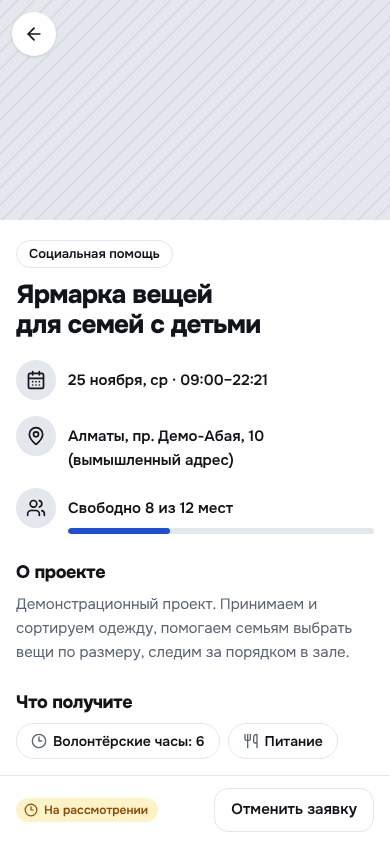 Социальная помощь
Ярмарка вещей
для семей с детьми
25 ноября, ср · 09:00–22:21
Алматы, пр. Демо-Абая, 10
(вымышленный адрес)
Свободно 8 из 12 мест
О проекте
Демонстрационный проект. Принимаем и
сортируем одежду, помогаем семьям выбрать
вещи по размеру, следим за порядком в зале.
Что получите
Волонтёрские часы: 6
Питание
На рассмотрении
Отменить заявку